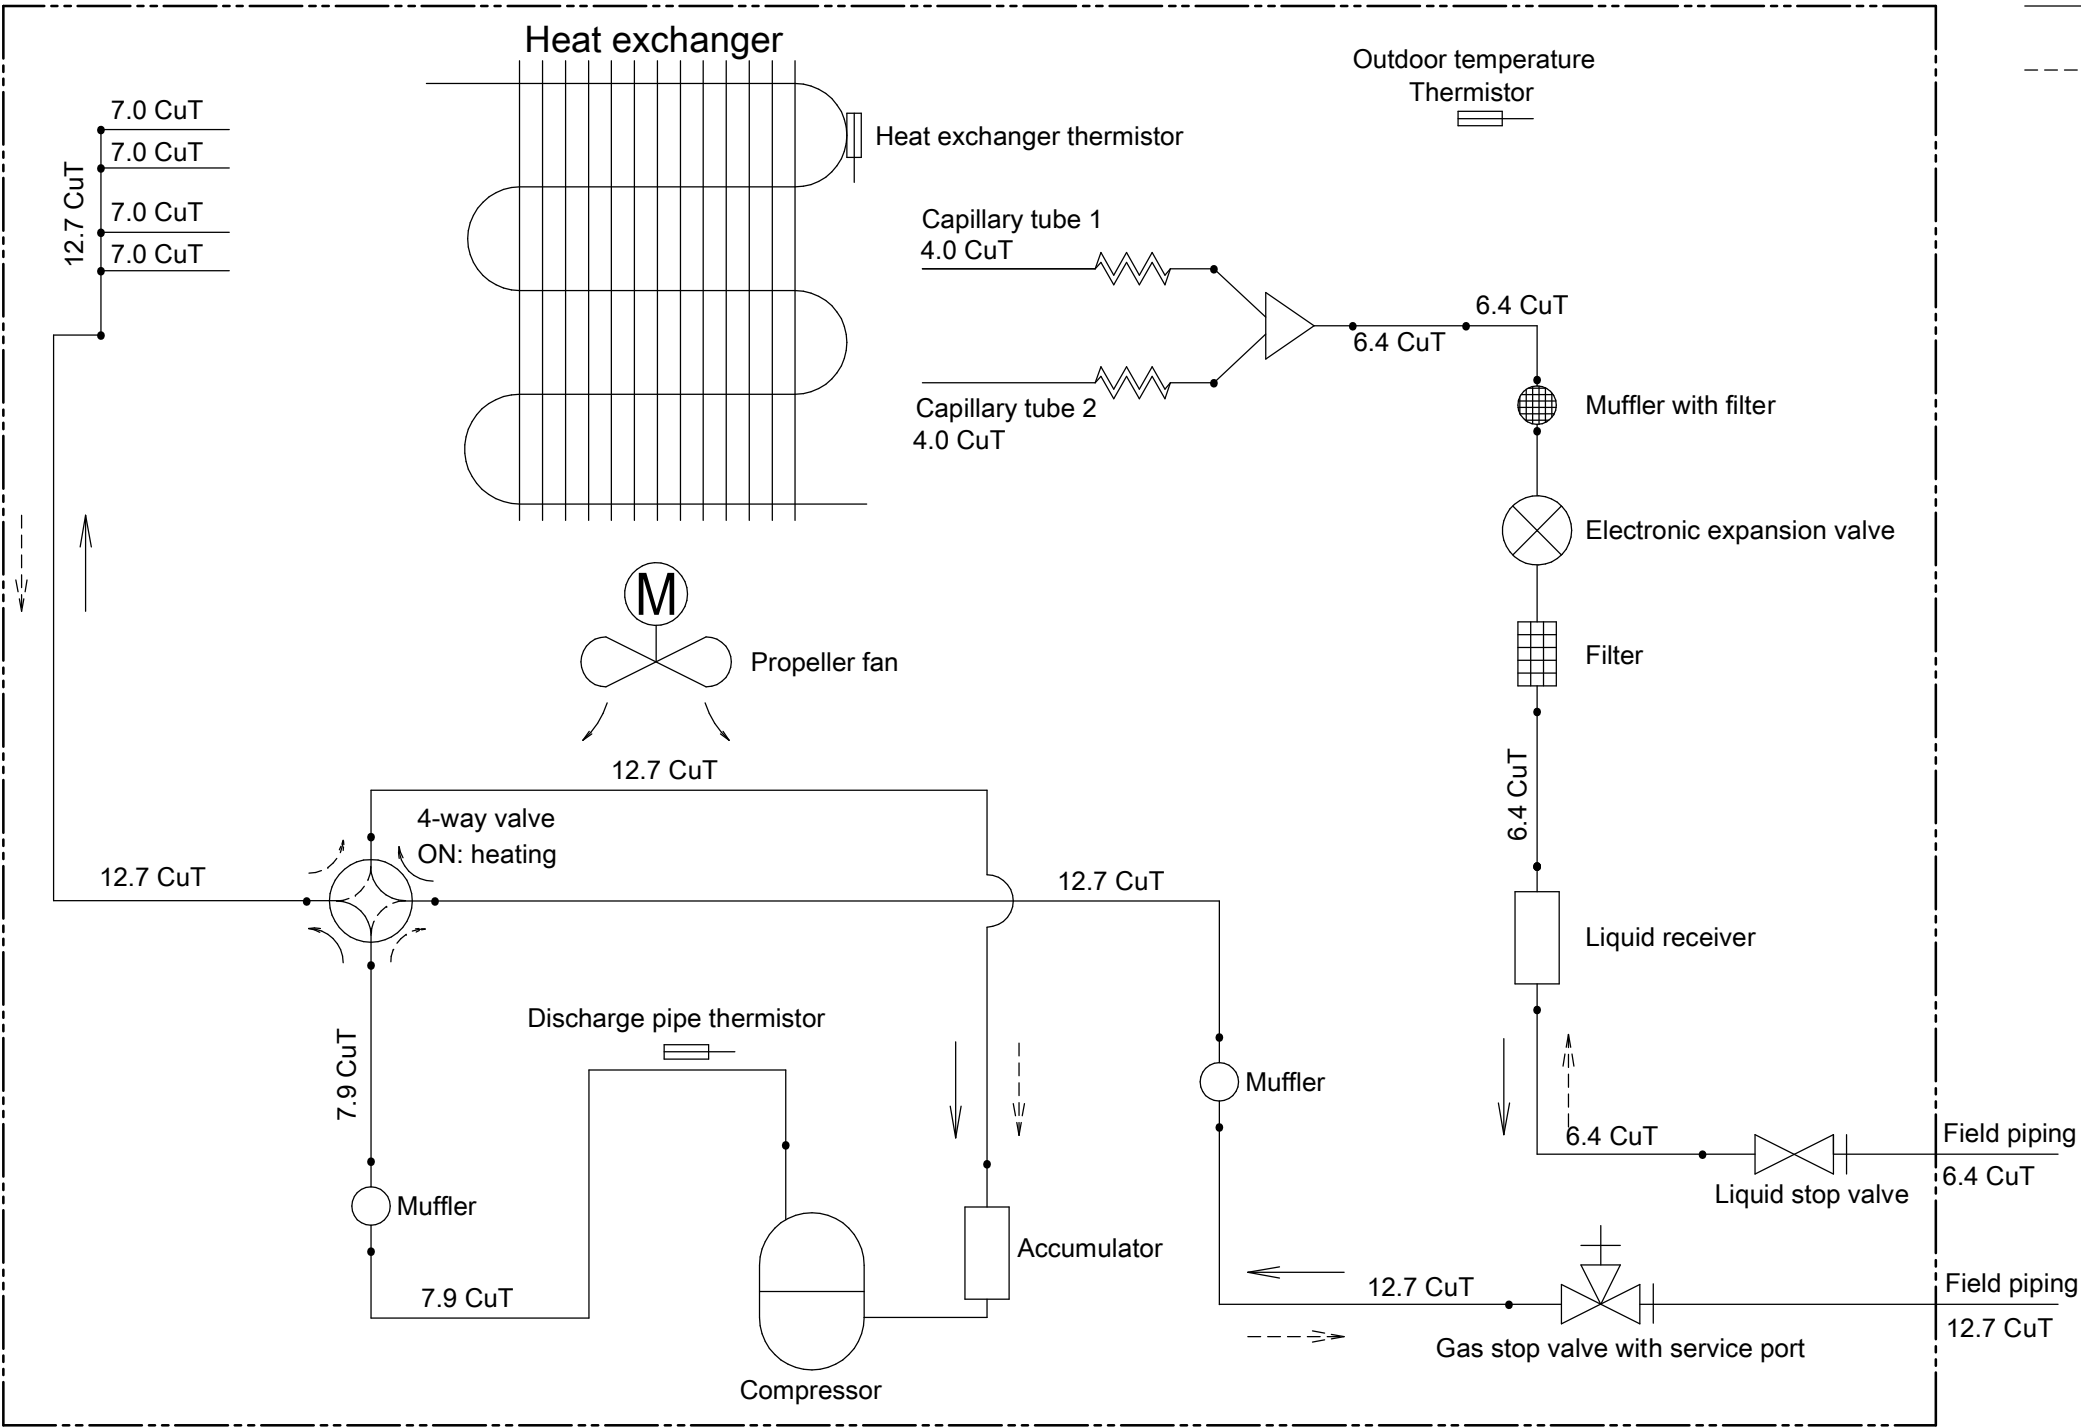 Heat exchanger
Outdoor temperature
Thermistor
7.0 CuT
7.0 CuT
7.0 CuT
7.0 CuT
12.7 CuT
Heat exchanger thermistor
Capillary tube 1
4.0 CuT
Capillary tube 2
4.0 CuT
6.4 CuT
6.4 CuT
Muffler with filter
Electronic expansion valve
Filter
M
Propeller fan
12.7 CuT
4-way valve
ON: heating
12.7 CuT
12.7 CuT
6.4 CuT
Liquid receiver
Discharge pipe thermistor
7.9 CuT
Muffler
Muffler
7.9 CuT
Accumulator
Compressor
6.4 CuT
Liquid stop valve
Field piping
6.4 CuT
12.7 CuT
Gas stop valve with service port
Field piping
12.7 CuT